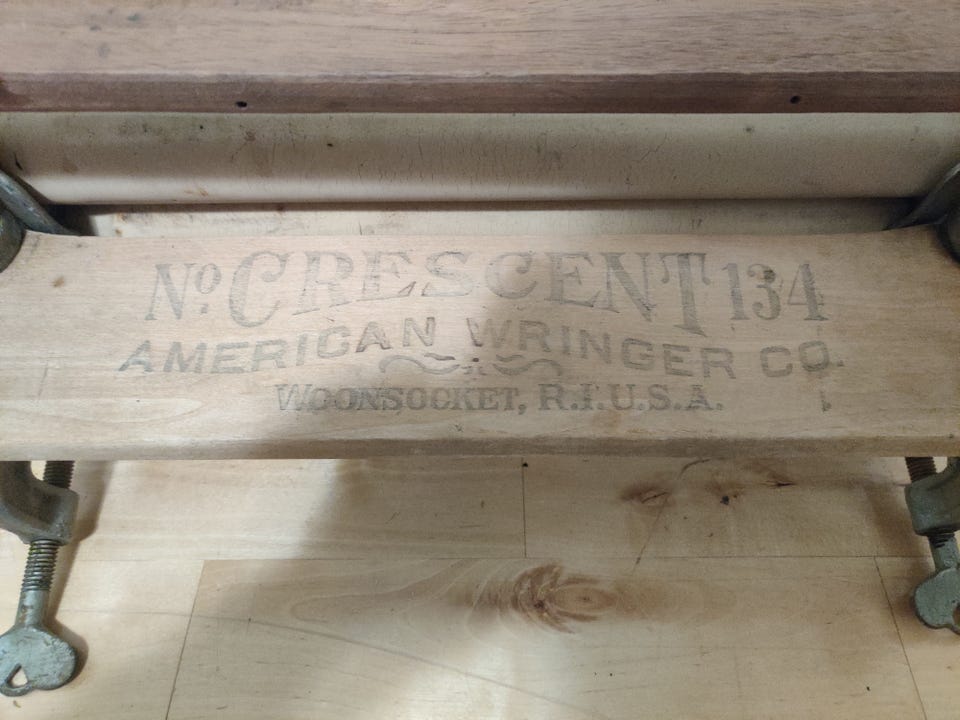 No. CRESCENT 134
AMERICAN WRINGER CO.
WOONSOCKET, R.I. U.S.A.